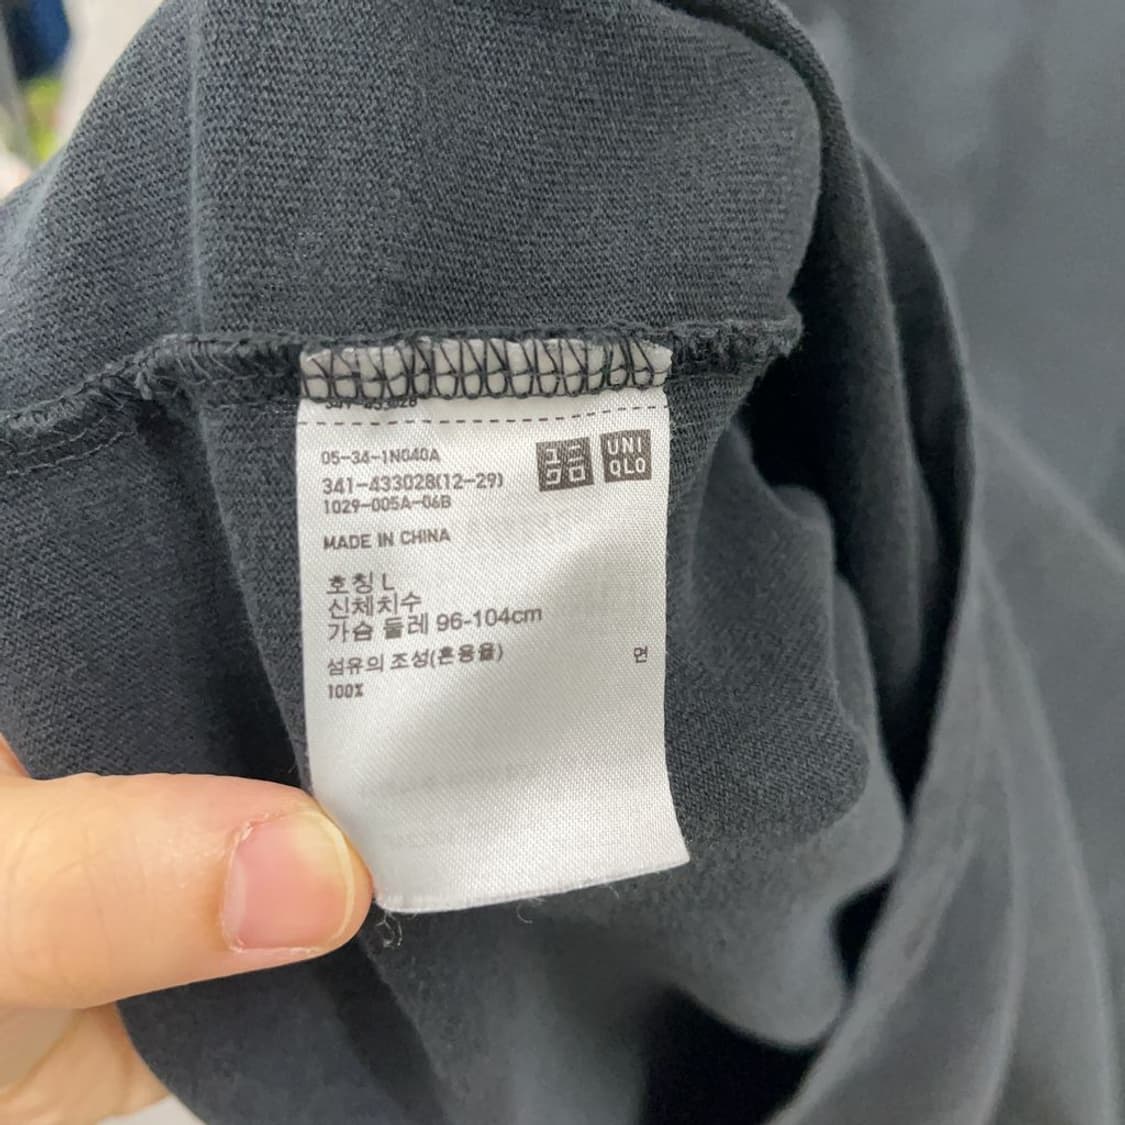 341-433028
05-34-1N040A
341-433028(12-29)
1029-005A-06B
ユニ
クロ
UNI
QLO
MADE IN CHINA
호칭 L
신체치수
가슴 둘레 96-104cm
섬유의 조성(혼용율) 면
100%